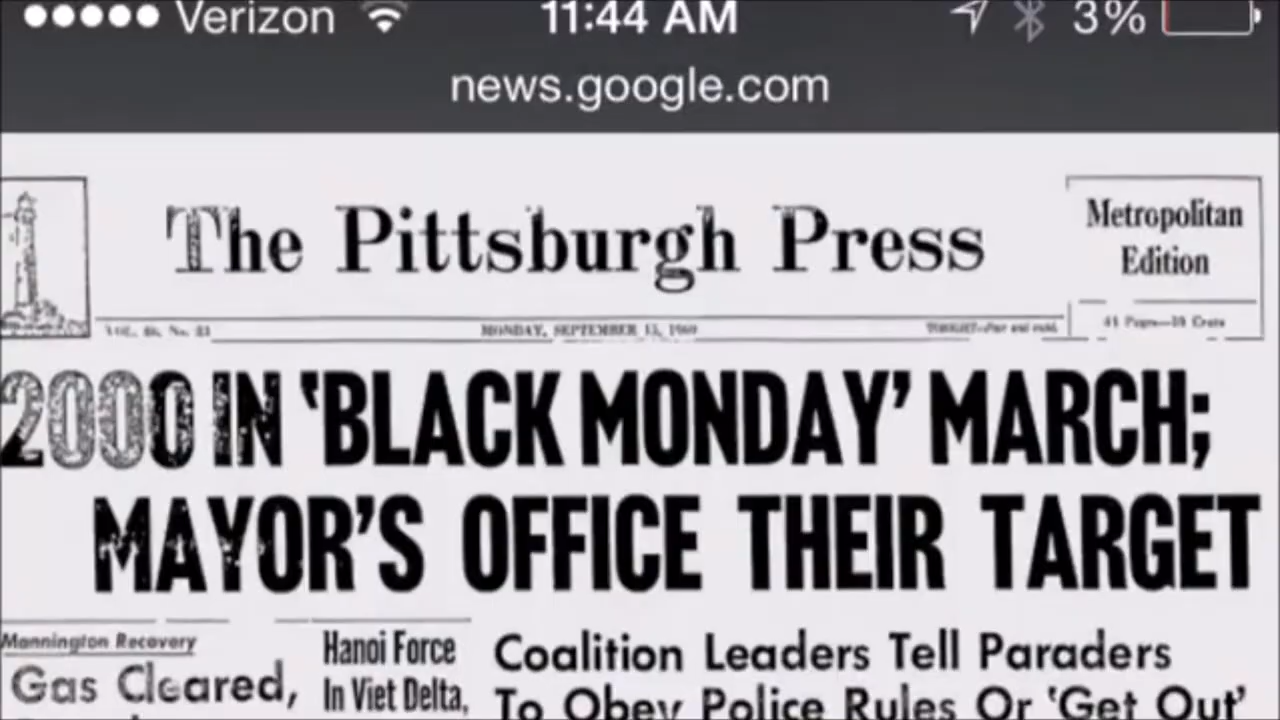 Verizon 11:44 AM 3%
news.google.com
The Pittsburgh Press
Metropolitan
Edition
MONDAY, SEPTEMBER 15, 1969
2000 IN 'BLACK MONDAY' MARCH;
MAYOR'S OFFICE THEIR TARGET
Mannington Recovery
Gas Cleared,
Hanoi Force
In Viet Delta,
Coalition Leaders Tell Paraders
To Obey Police Rules Or 'Get Out'